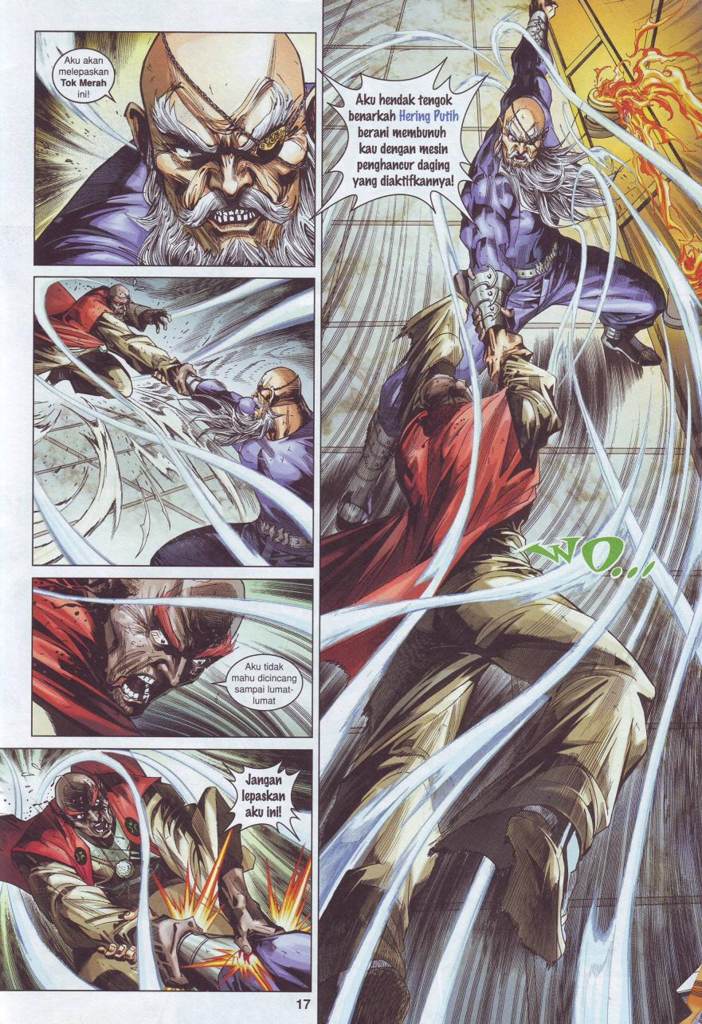 Aku akan
melepaskan
Tok Merah
ini!
Aku hendak tengok
benarkah Hering Putih
berani membunuh
kau dengan mesin
penghancur daging
yang diaktifkannya!
WO...!!
Aku tidak
mahu dicincang
sampai lumat-
lumat
Jangan
lepaskan
aku ini!
17